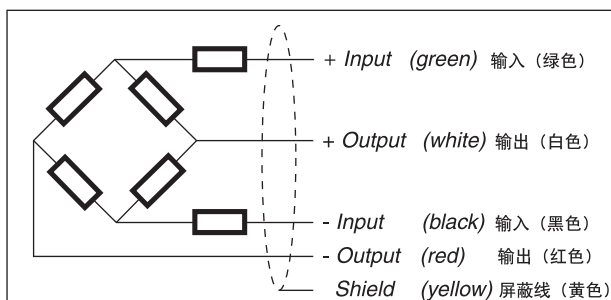 + Input (green) 输入（绿色）
+ Output (white) 输出（白色）
- Input (black) 输入（黑色）
- Output (red) 输出（红色）
Shield (yellow) 屏蔽线（黄色）